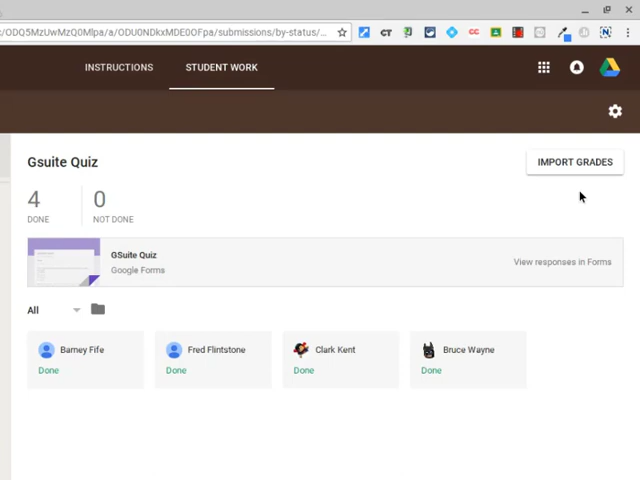 :/ODQ5MzUwMzQ0Mlpa/a/ODU0NDkxMDE0OFpa/submissions/by-status/...
CT
CC
N
INSTRUCTIONS
STUDENT WORK
Gsuite Quiz
IMPORT GRADES
4
0
DONE
NOT DONE
GSuite Quiz
Google Forms
View responses in Forms
All
Barney Fife
Fred Flintstone
Clark Kent
Bruce Wayne
Done
Done
Done
Done